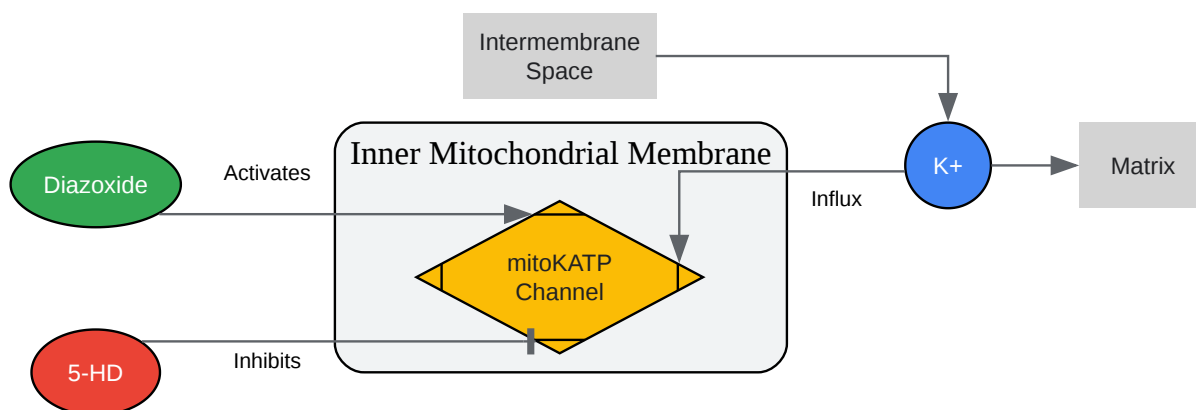 Intermembrane
Space
Inner Mitochondrial Membrane
K+
Matrix
Diazoxide
Activates
Influx
mitoKATP
Channel
5-HD
Inhibits